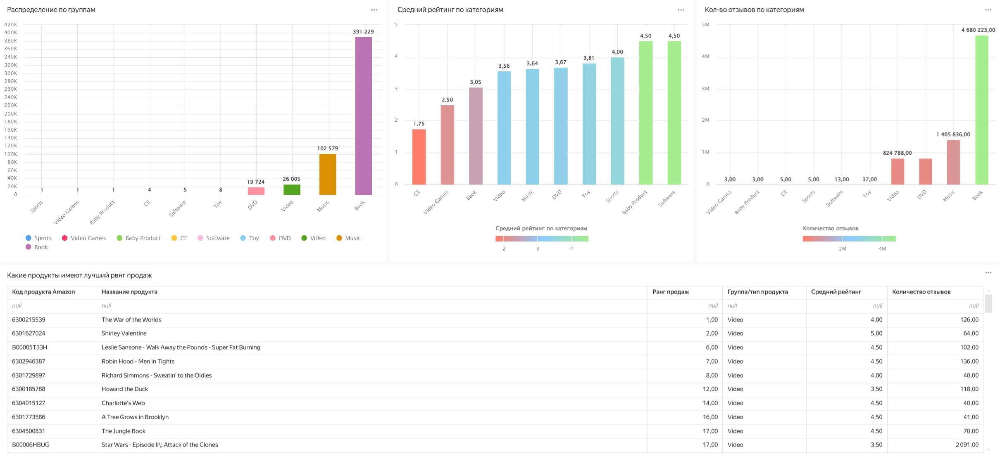 Распределение по группам
420K
400K
380K
360K
340K
320K
300K
280K
260K
240K
220K
200K
180K
160K
140K
120K
100K
80K
60K
40K
20K
0
1
1
1
4
5
8
19 724
26 005
102 579
391 229
Sports
Video Games
Baby Product
CE
Software
Toy
DVD
Video
Music
Book
Sports Video Games Baby Product CE Software Toy DVD Video Music
Book
Средний рейтинг по категориям
5
4
3
2
1
0
1,75
2,50
3,05
3,56
3,64
3,67
3,81
4,00
4,50
4,50
CE
Video Games
Book
Video
Music
DVD
Toy
Sports
Baby Product
Software
Средний рейтинг по категориям
2 3 4
Кол-во отзывов по категориям
5M
4M
3M
2M
1M
0
3,00
3,00
5,00
5,00
13,00
37,00
824 788,00
1 405 836,00
4 680 223,00
Video Games
Baby Product
CE
Sports
Software
Toy
Video
DVD
Music
Book
Количество отзывов
2M 4M
Какие продукты имеют лучший рвнг продаж
Код продукта Amazon Название продукта Ранг продаж Группа/тип продукта Средний рейтинг Количество отзывов
null null null null null null
6300215539 The War of the Worlds 1,00 Video 4,00 126,00
6301627024 Shirley Valentine 2,00 Video 5,00 64,00
B00005T33H Leslie Sansone - Walk Away the Pounds - Super Fat Burning 6,00 Video 4,50 102,00
6302946387 Robin Hood - Men in Tights 7,00 Video 4,50 136,00
6301729897 Richard Simmons - Sweatin' to the Oldies 8,00 Video 4,00 40,00
6300185788 Howard the Duck 12,00 Video 3,50 118,00
6304015127 Charlotte's Web 14,00 Video 4,50 40,00
6301773586 A Tree Grows in Brooklyn 16,00 Video 4,50 41,00
6304500831 The Jungle Book 17,00 Video 4,50 70,00
B00006HBUG Star Wars - Episode II\; Attack of the Clones 17,00 Video 3,50 2 091,00